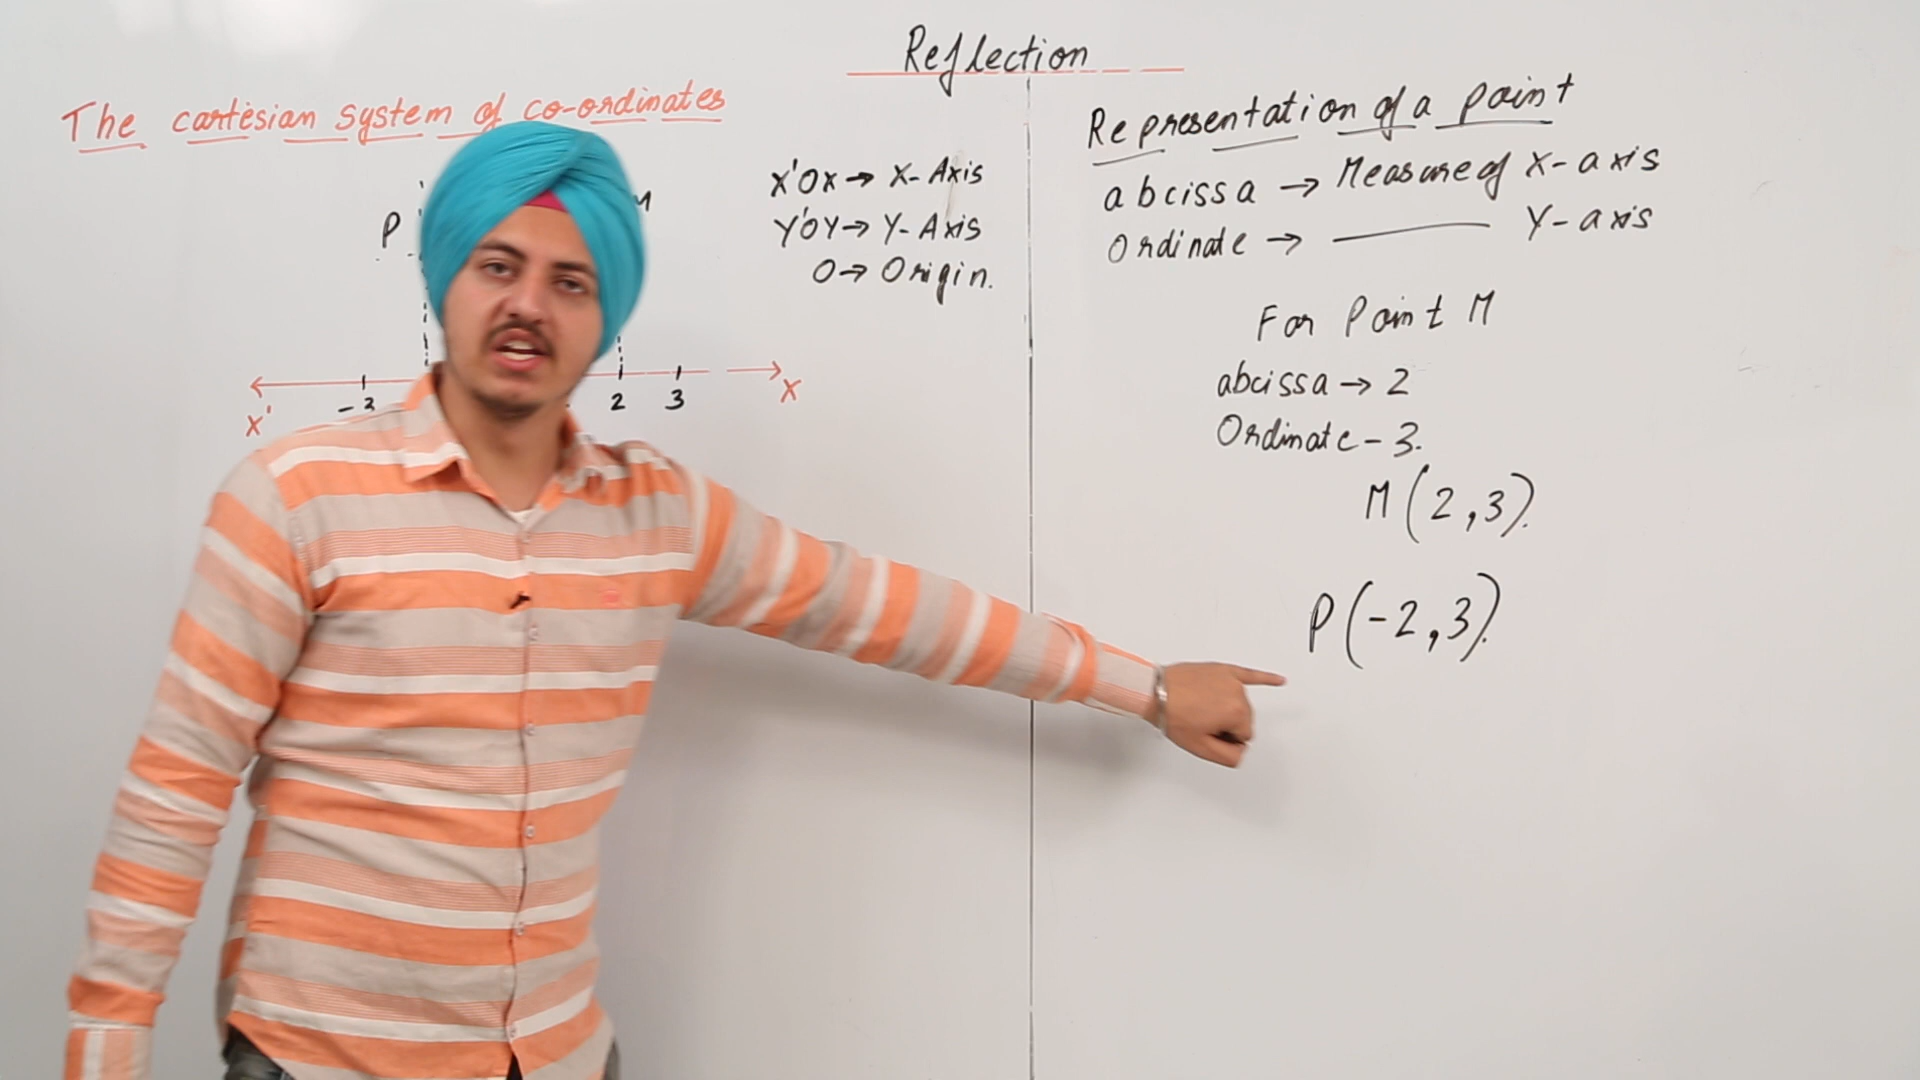 Reflection
The cartesian system of co-ordinates
P
M
X'OX → X-Axis
Y'OY → Y-Axis
O → Origin.
X'
2
3
X
Representation of a point
abcissa → Measure of X-axis
Ordinate → —— Y-axis
For Point M
abcissa → 2
Ordinate - 3.
M (2,3).
P (-2,3).